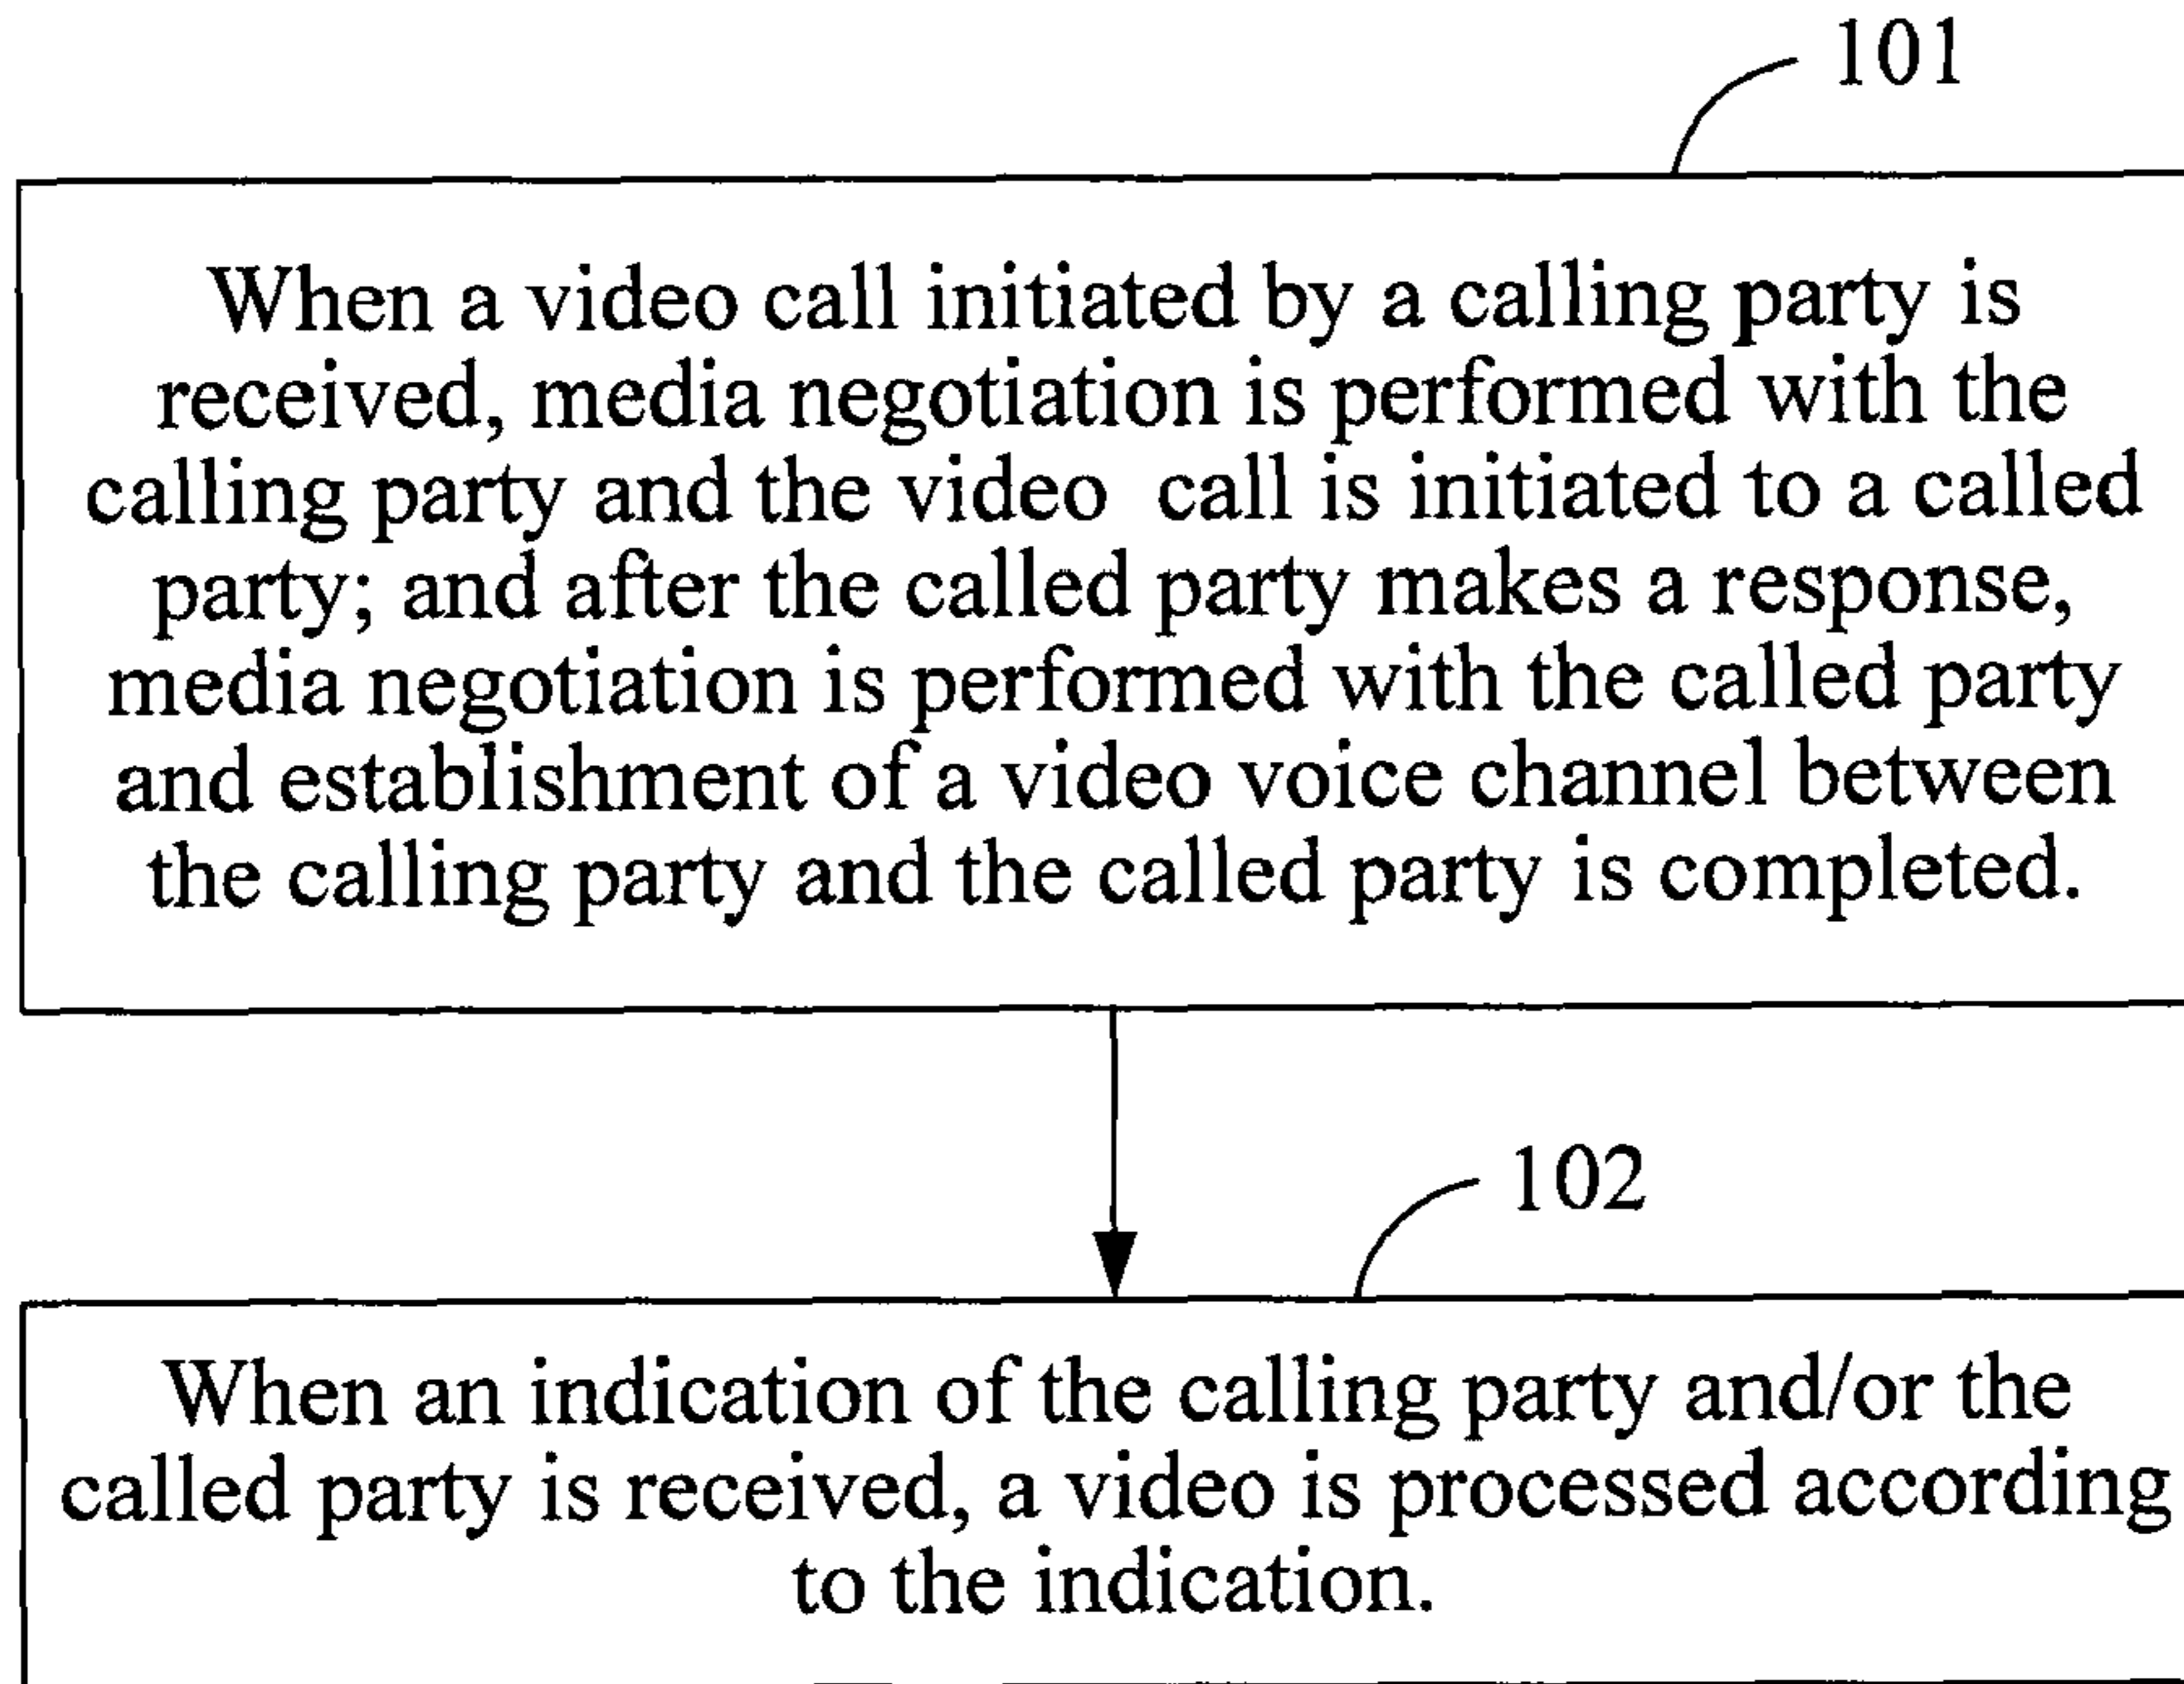 101
When a video call initiated by a calling party is
received, media negotiation is performed with the
calling party and the video call is initiated to a called
party; and after the called party makes a response,
media negotiation is performed with the called party
and establishment of a video voice channel between
the calling party and the called party is completed.
102
When an indication of the calling party and/or the
called party is received, a video is processed according
to the indication.